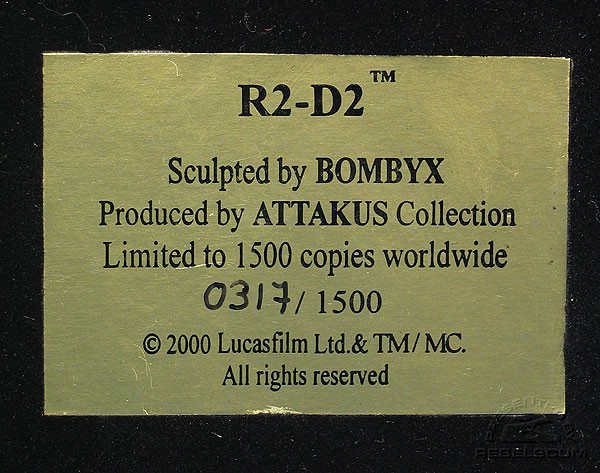 R2-D2™
Sculpted by BOMBYX
Produced by ATTAKUS Collection
Limited to 1500 copies worldwide
0317 / 1500
© 2000 Lucasfilm Ltd.& TM / MC.
All rights reserved
REBELSCUM